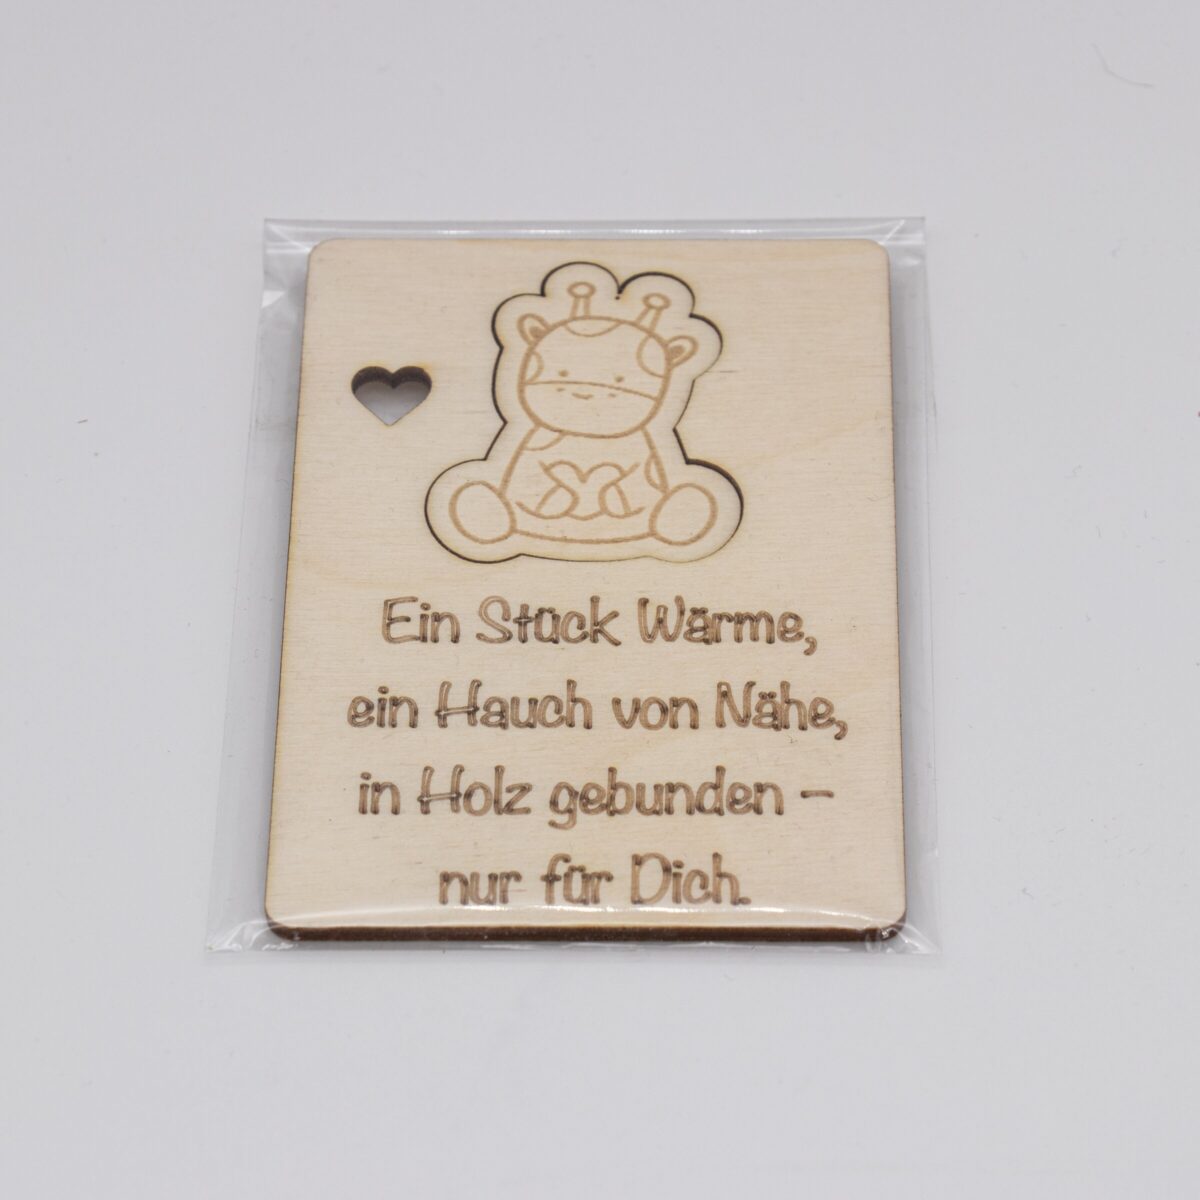 Ein Stück Wärme,
ein Hauch von Nähe,
in Holz gebunden –
nur für Dich.